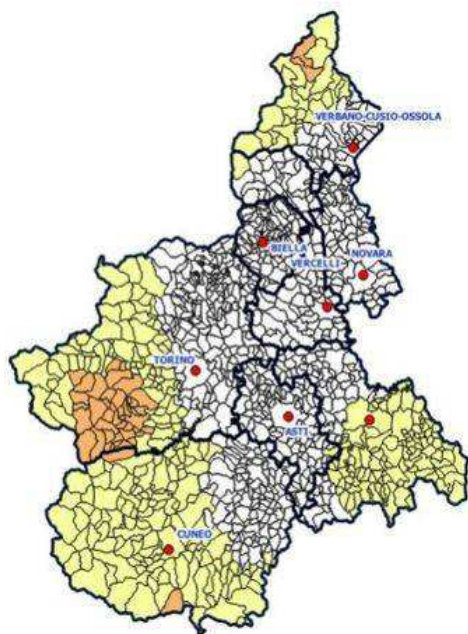 VERBANO-CUSIO-OSSOLA
BIELLA
NOVARA
VERCELLI
TORINO
ASTI
CUNEO